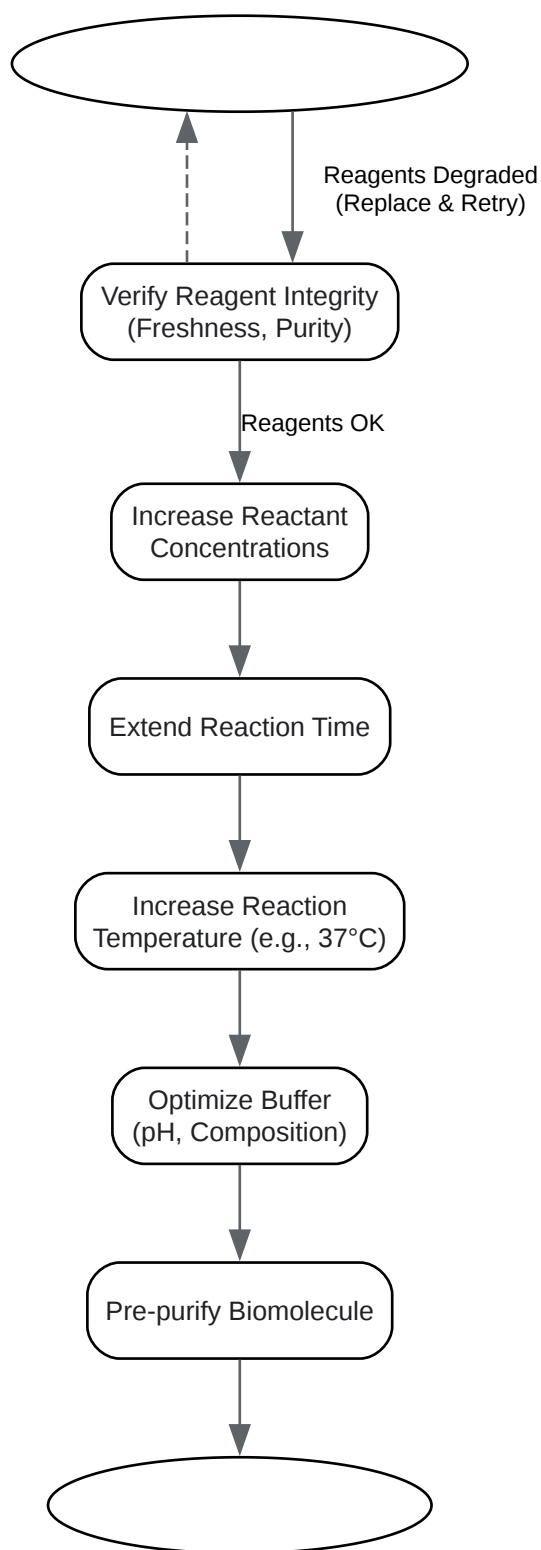 Reagents Degraded
(Replace & Retry)
Verify Reagent Integrity
(Freshness, Purity)
Reagents OK
Increase Reactant
Concentrations
Extend Reaction Time
Increase Reaction
Temperature (e.g., 37°C)
Optimize Buffer
(pH, Composition)
Pre-purify Biomolecule